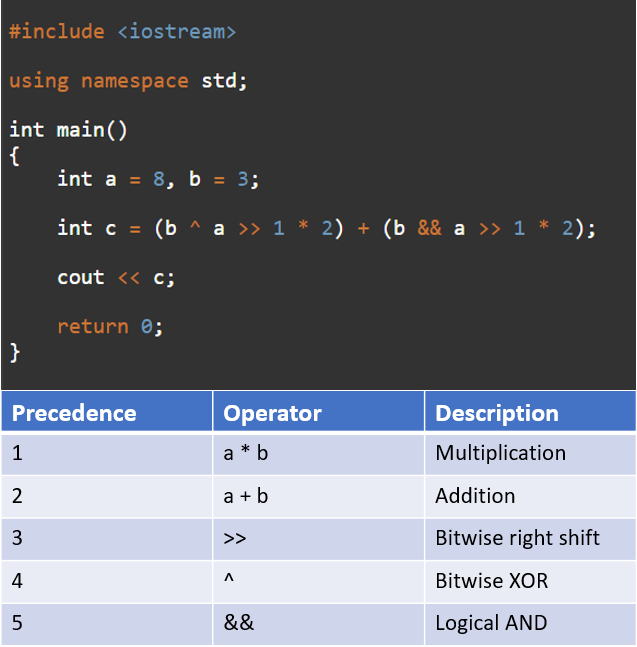 #include <iostream>
using namespace std;
int main()
{
int a = 8, b = 3;
int c = (b ^ a >> 1 * 2) + (b && a >> 1 * 2);
cout << c;
return 0;
}
Precedence Operator Description
1 a * b Multiplication
2 a + b Addition
3 >> Bitwise right shift
4 ^ Bitwise XOR
5 && Logical AND